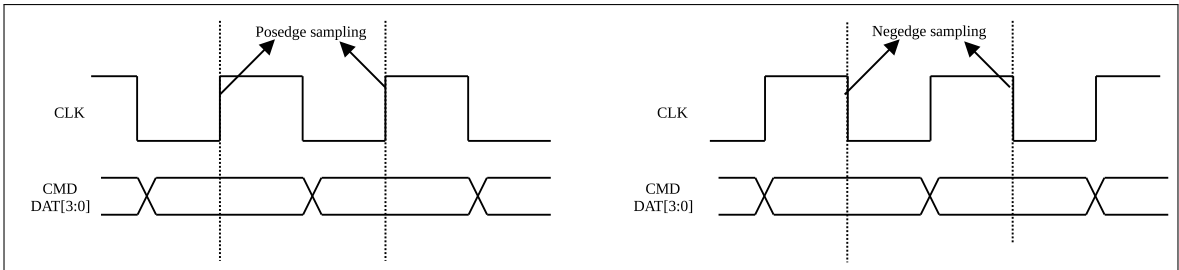 Posedge sampling
CLK
CMD
DAT[3:0]
Negedge sampling
CLK
CMD
DAT[3:0]